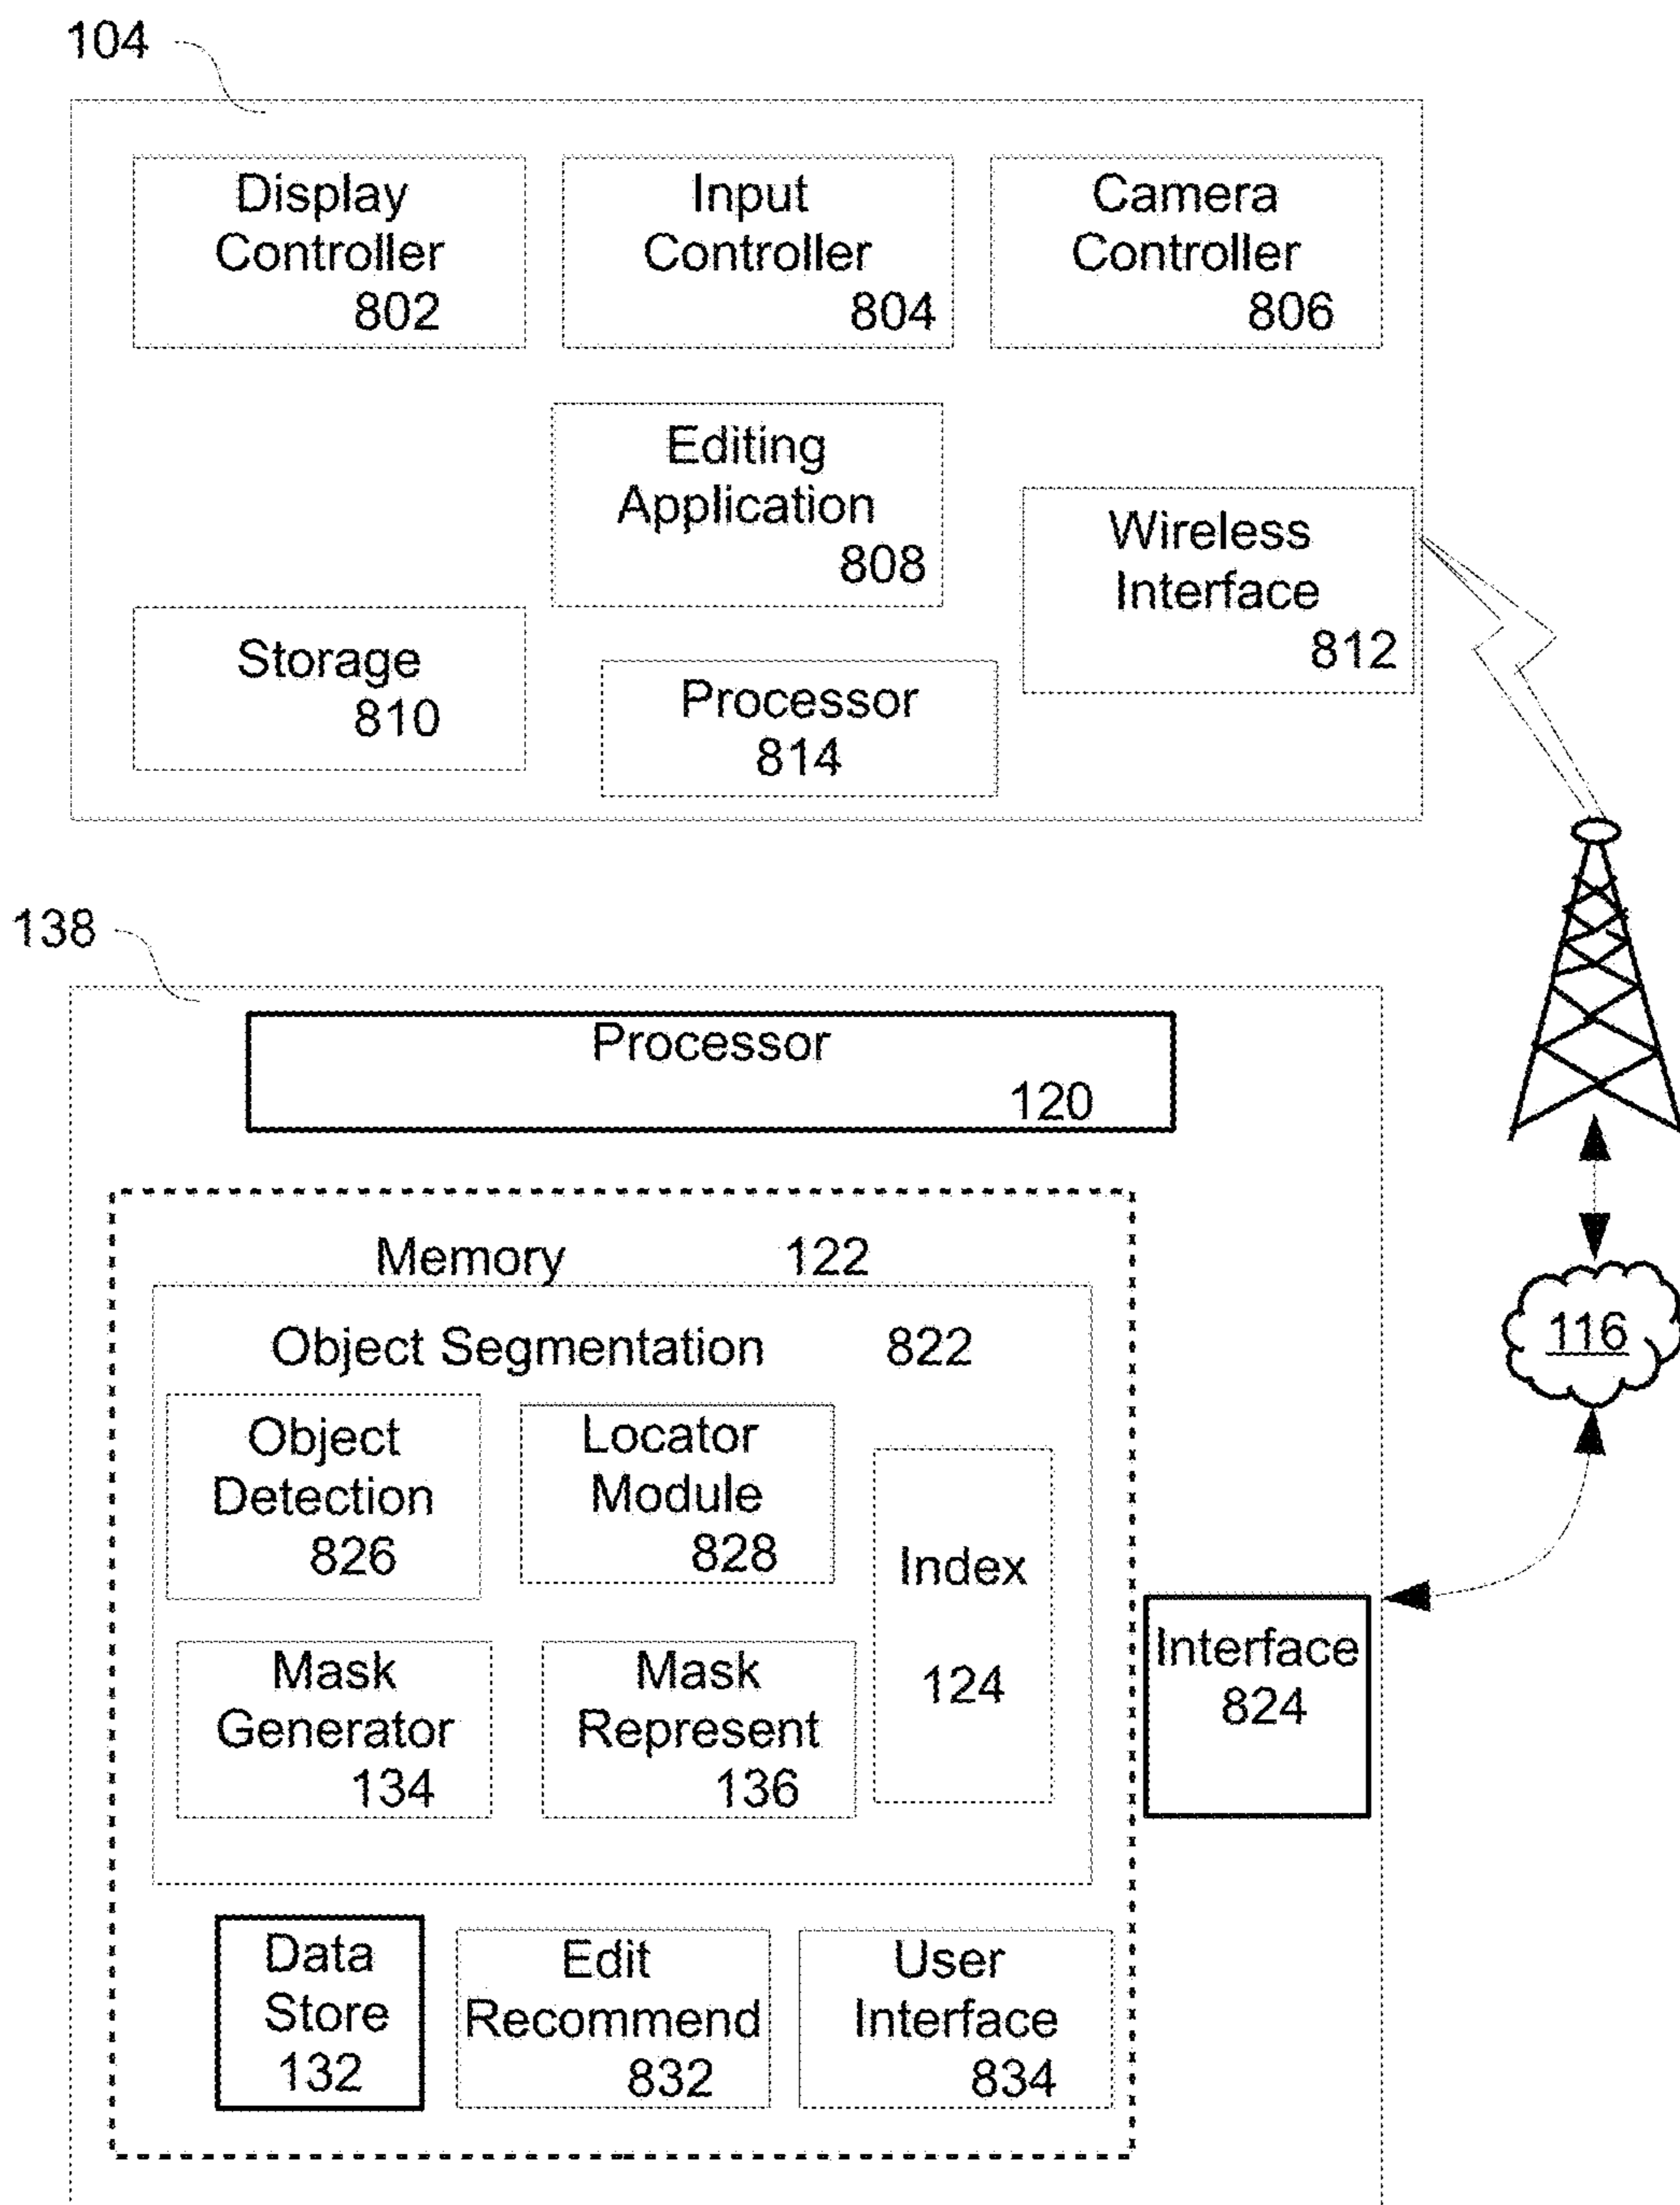 104
Display
Controller
802
Input
Controller
804
Camera
Controller
806
Editing
Application
808
Wireless
Interface
812
Storage
810
Processor
814
138
Processor
120
Memory 122
Object Segmentation 822
Object
Detection
826
Locator
Module
828
Index
124
Mask
Generator
134
Mask
Represent
136
Interface
824
116
Data
Store
132
Edit
Recommend
832
User
Interface
834